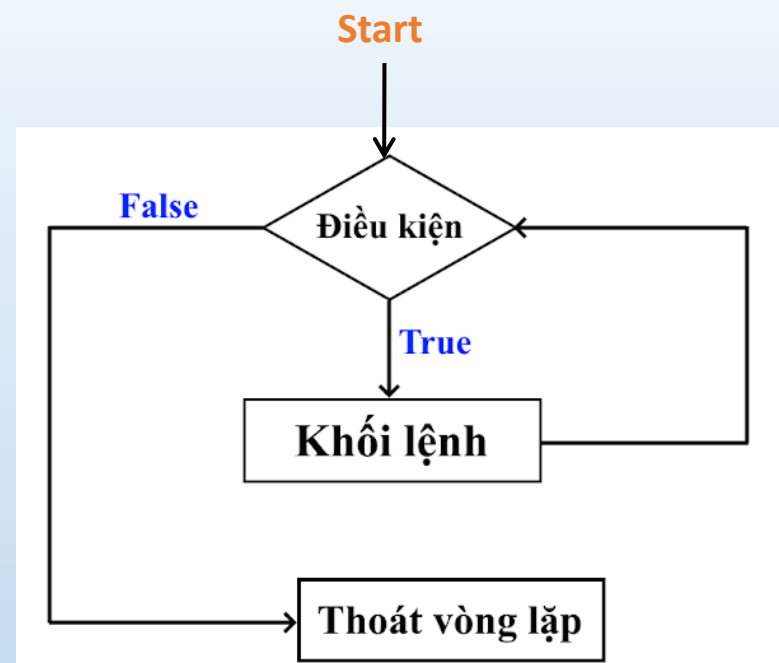 Start
False
Điều kiện
True
Khối lệnh
Thoát vòng lặp